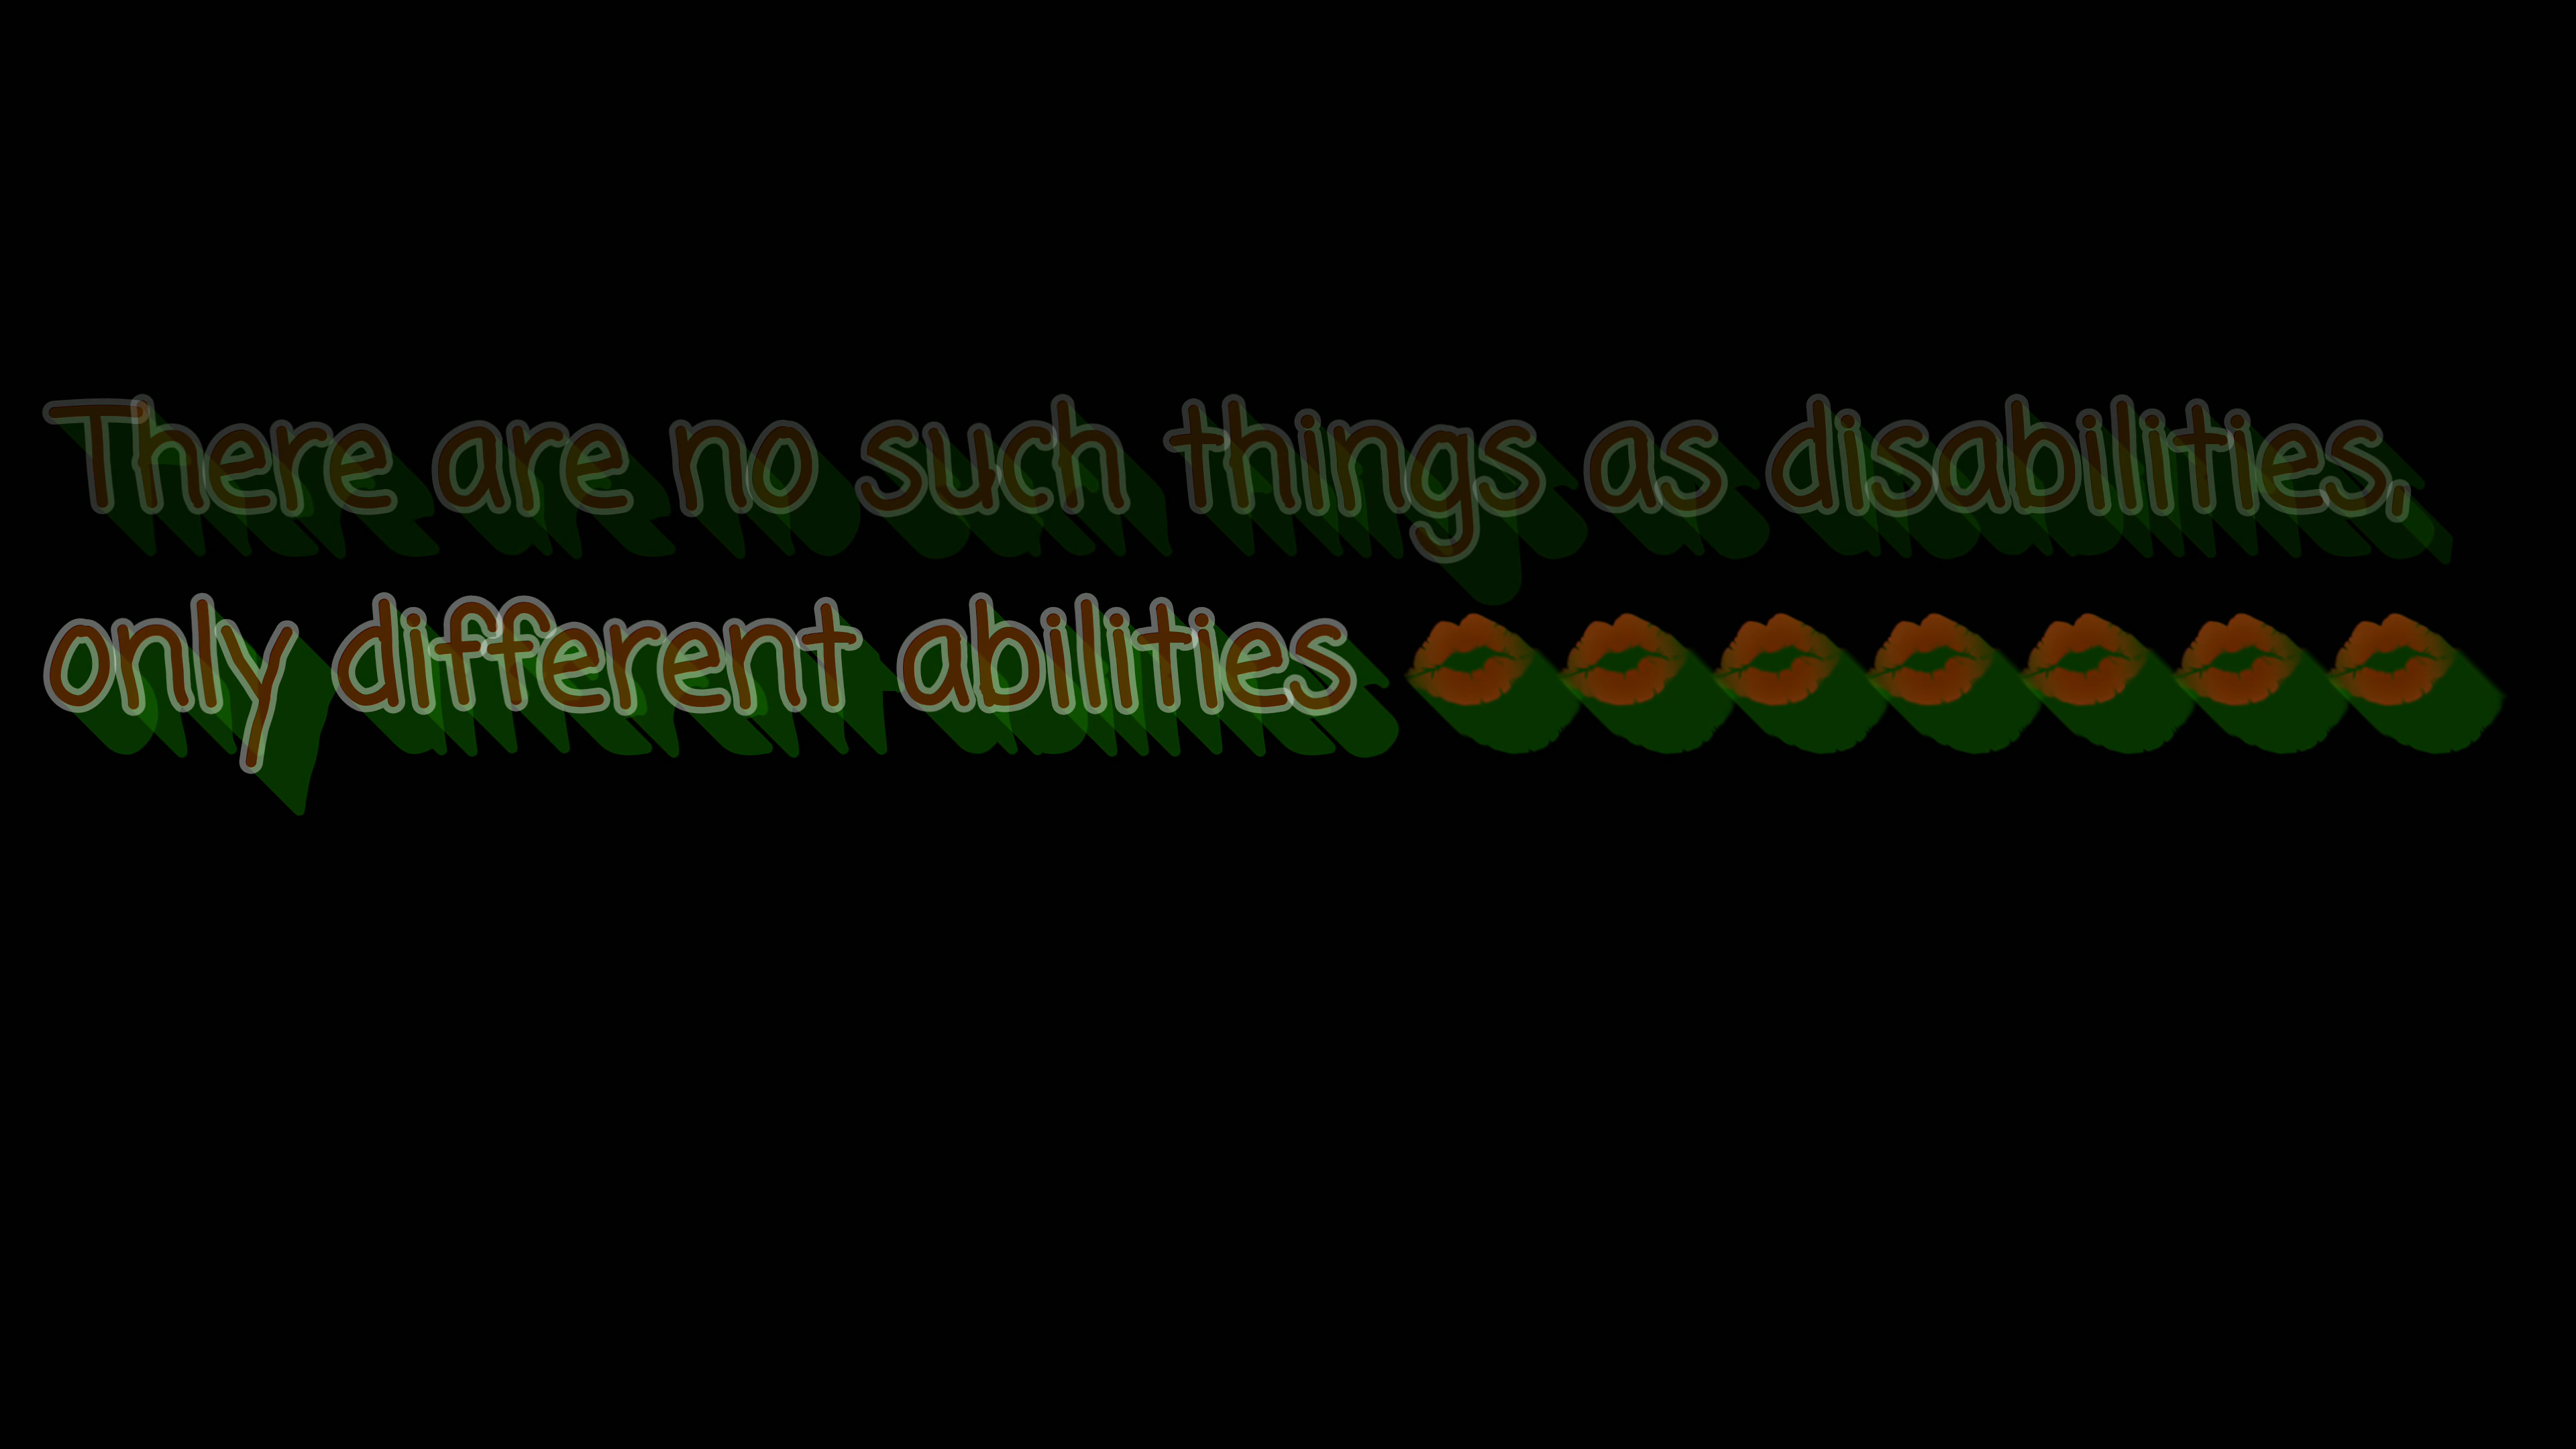 There are no such things as disabilities,
only different abilities 💋💋💋💋💋💋💋